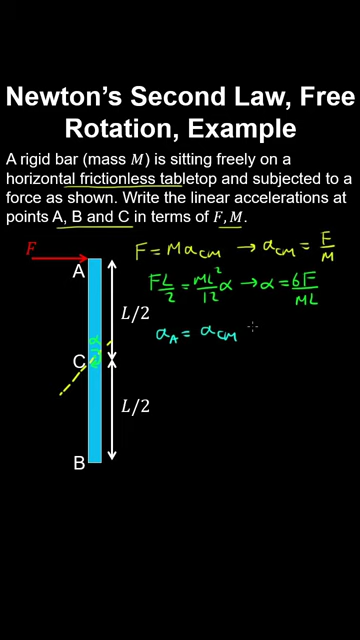 Newton's Second Law, Free
Rotation, Example
A rigid bar (mass M) is sitting freely on a
horizontal frictionless tabletop and subjected to a
force as shown. Write the linear accelerations at
points A, B and C in terms of F, M.
F
A
L/2
α
C
L/2
B
F = Ma_CM → a_CM = F/M
FL/2 = ML²/12 α → α = 6F/ML
a_A = a_CM